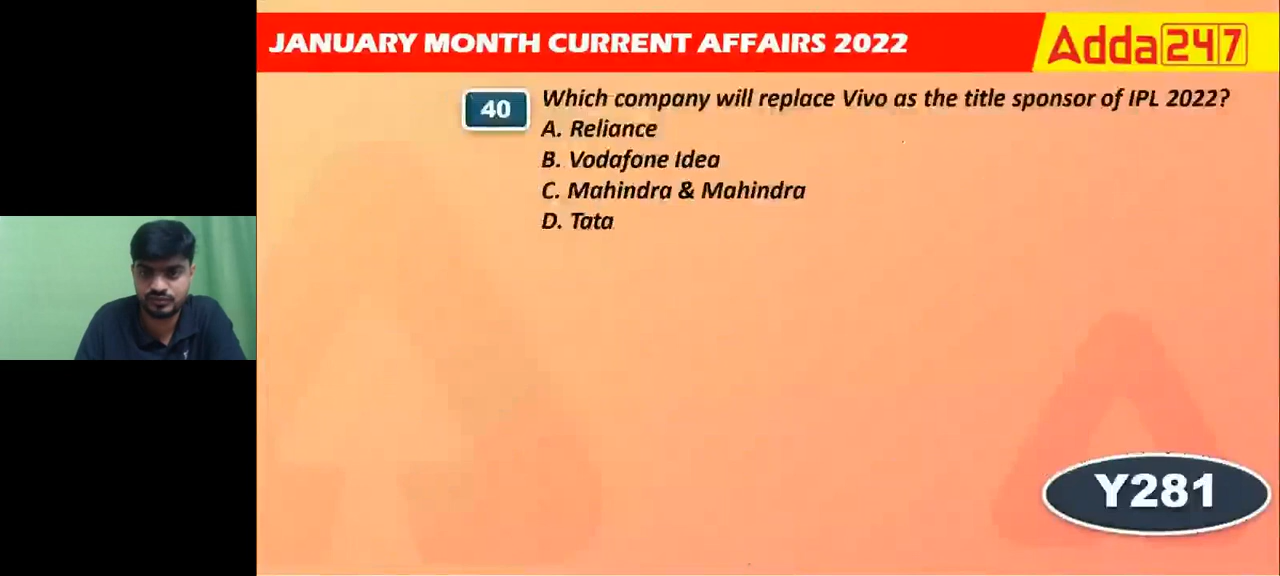 JANUARY MONTH CURRENT AFFAIRS 2022
Adda247
40
Which company will replace Vivo as the title sponsor of IPL 2022?
A. Reliance
B. Vodafone Idea
C. Mahindra & Mahindra
D. Tata
Y281